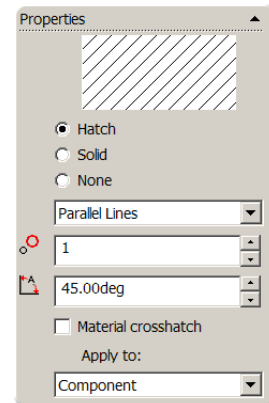 Properties
Hatch
Solid
None
Parallel Lines
1
A
45.00deg
Material crosshatch
Apply to:
Component